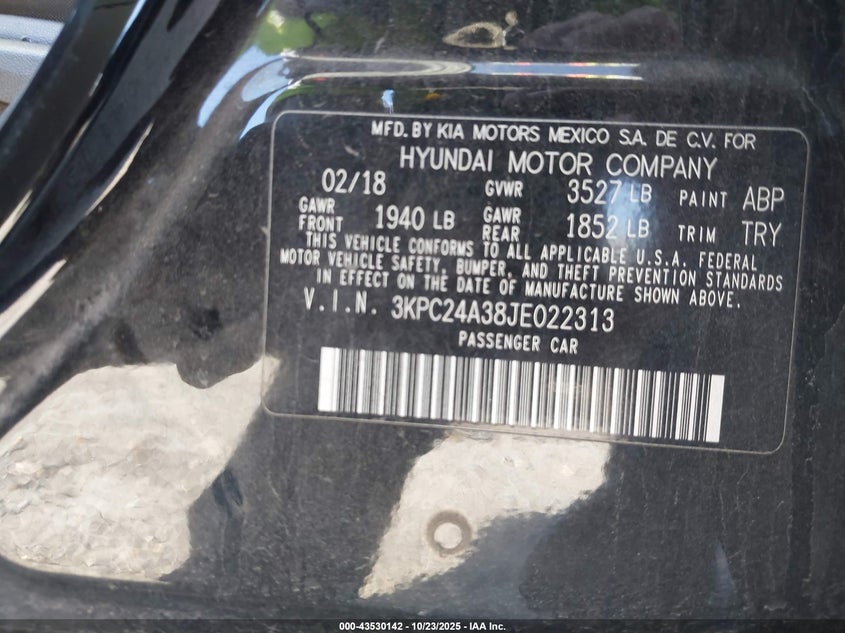 MFD. BY KIA MOTORS MEXICO S.A. DE C.V. FOR
HYUNDAI MOTOR COMPANY
02/18 GVWR 3527 LB PAINT ABP
GAWR FRONT 1940 LB GAWR REAR 1852 LB TRIM TRY
THIS VEHICLE CONFORMS TO ALL APPLICABLE U.S.A. FEDERAL
MOTOR VEHICLE SAFETY, BUMPER, AND THEFT PREVENTION STANDARDS
IN EFFECT ON THE DATE OF MANUFACTURE SHOWN ABOVE.
V.I.N. 3KPC24A38JE022313
PASSENGER CAR
000-43530142 - 10/23/2025 - IAA Inc.